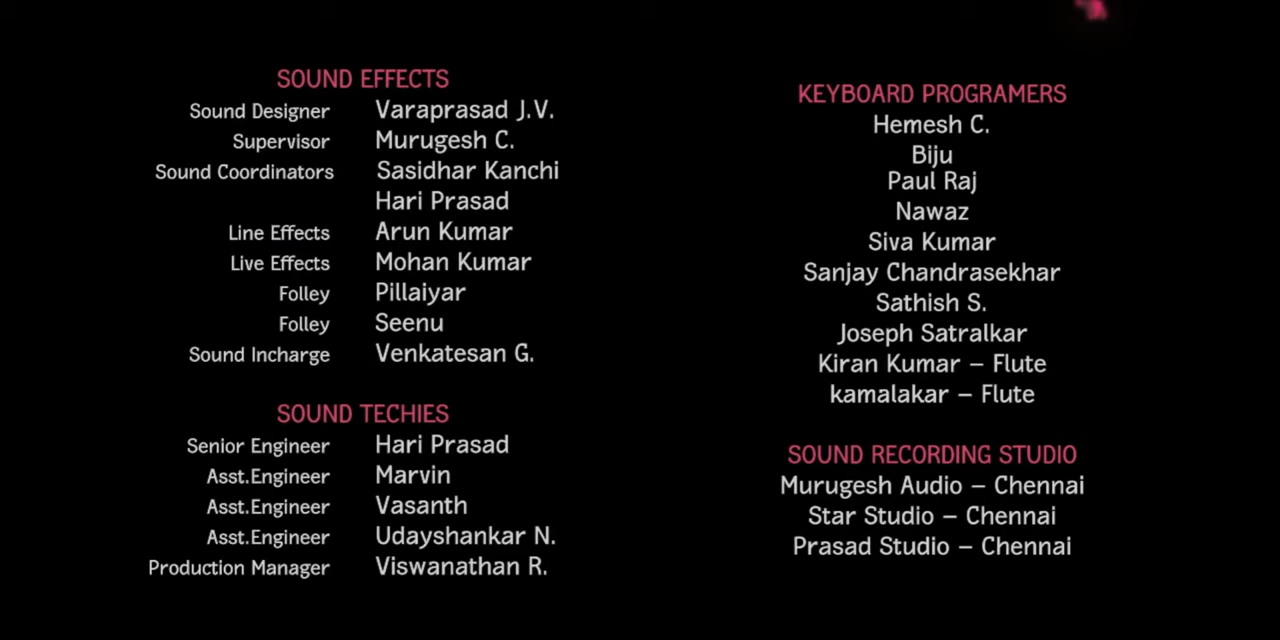 SOUND EFFECTS
Sound Designer Varaprasad J.V.
Supervisor Murugesh C.
Sound Coordinators Sasidhar Kanchi
Hari Prasad
Line Effects Arun Kumar
Live Effects Mohan Kumar
Folley Pillaiyar
Folley Seenu
Sound Incharge Venkatesan G.
SOUND TECHIES
Senior Engineer Hari Prasad
Asst.Engineer Marvin
Asst.Engineer Vasanth
Asst.Engineer Udayshankar N.
Production Manager Viswanathan R.
KEYBOARD PROGRAMERS
Hemesh C.
Biju
Paul Raj
Nawaz
Siva Kumar
Sanjay Chandrasekhar
Sathish S.
Joseph Satralkar
Kiran Kumar – Flute
kamalakar – Flute
SOUND RECORDING STUDIO
Murugesh Audio – Chennai
Star Studio – Chennai
Prasad Studio – Chennai